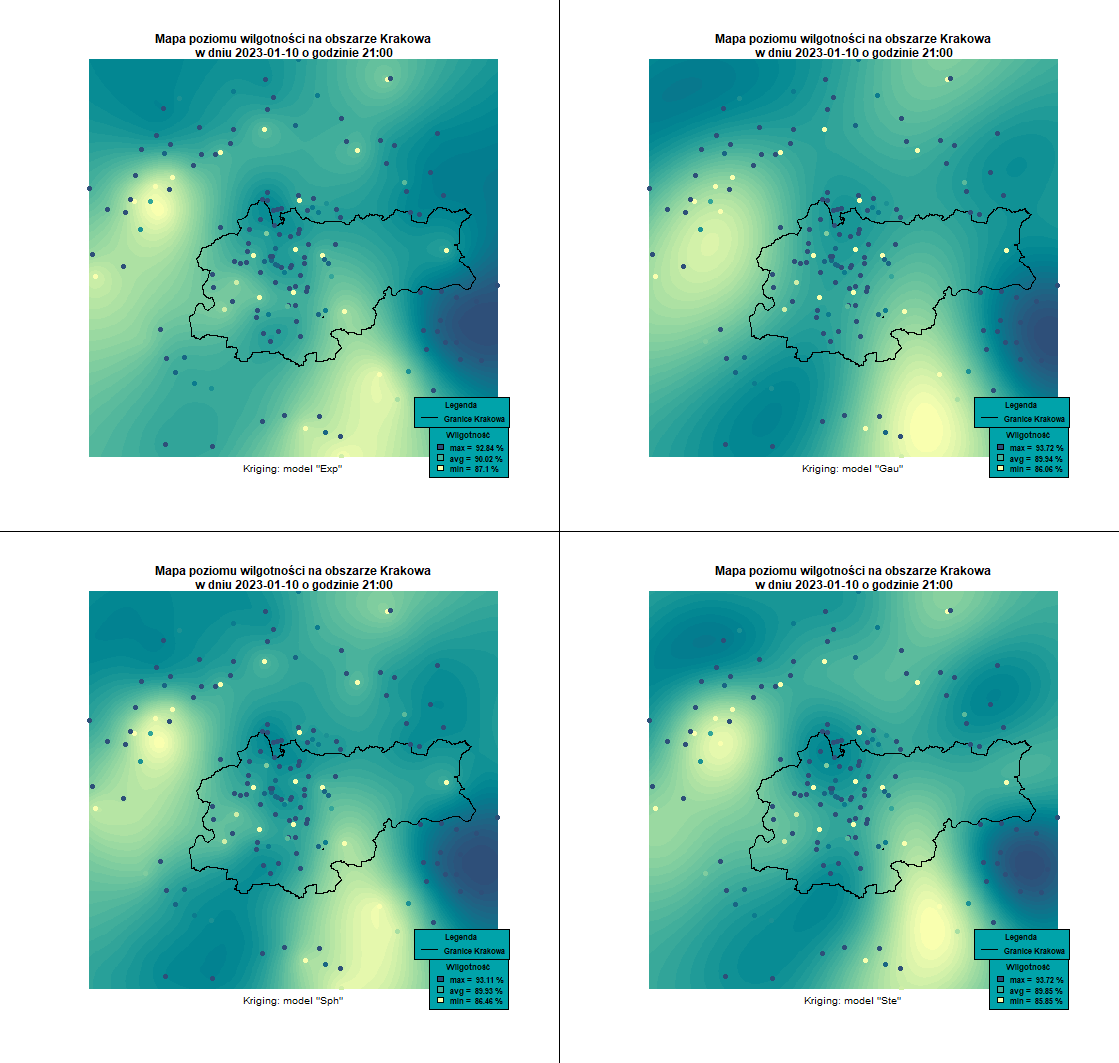 Mapa poziomu wilgotności na obszarze Krakowa
w dniu 2023-01-10 o godzinie 21:00
Legenda
Granice Krakowa
Wilgotność
max = 92.84 %
avg = 90.02 %
min = 87.1 %
Kriging: model "Exp"
Mapa poziomu wilgotności na obszarze Krakowa
w dniu 2023-01-10 o godzinie 21:00
Legenda
Granice Krakowa
Wilgotność
max = 93.72 %
avg = 89.94 %
min = 86.06 %
Kriging: model "Gau"
Mapa poziomu wilgotności na obszarze Krakowa
w dniu 2023-01-10 o godzinie 21:00
Legenda
Granice Krakowa
Wilgotność
max = 93.11 %
avg = 89.93 %
min = 86.46 %
Kriging: model "Sph"
Mapa poziomu wilgotności na obszarze Krakowa
w dniu 2023-01-10 o godzinie 21:00
Legenda
Granice Krakowa
Wilgotność
max = 93.72 %
avg = 89.85 %
min = 85.85 %
Kriging: model "Ste"